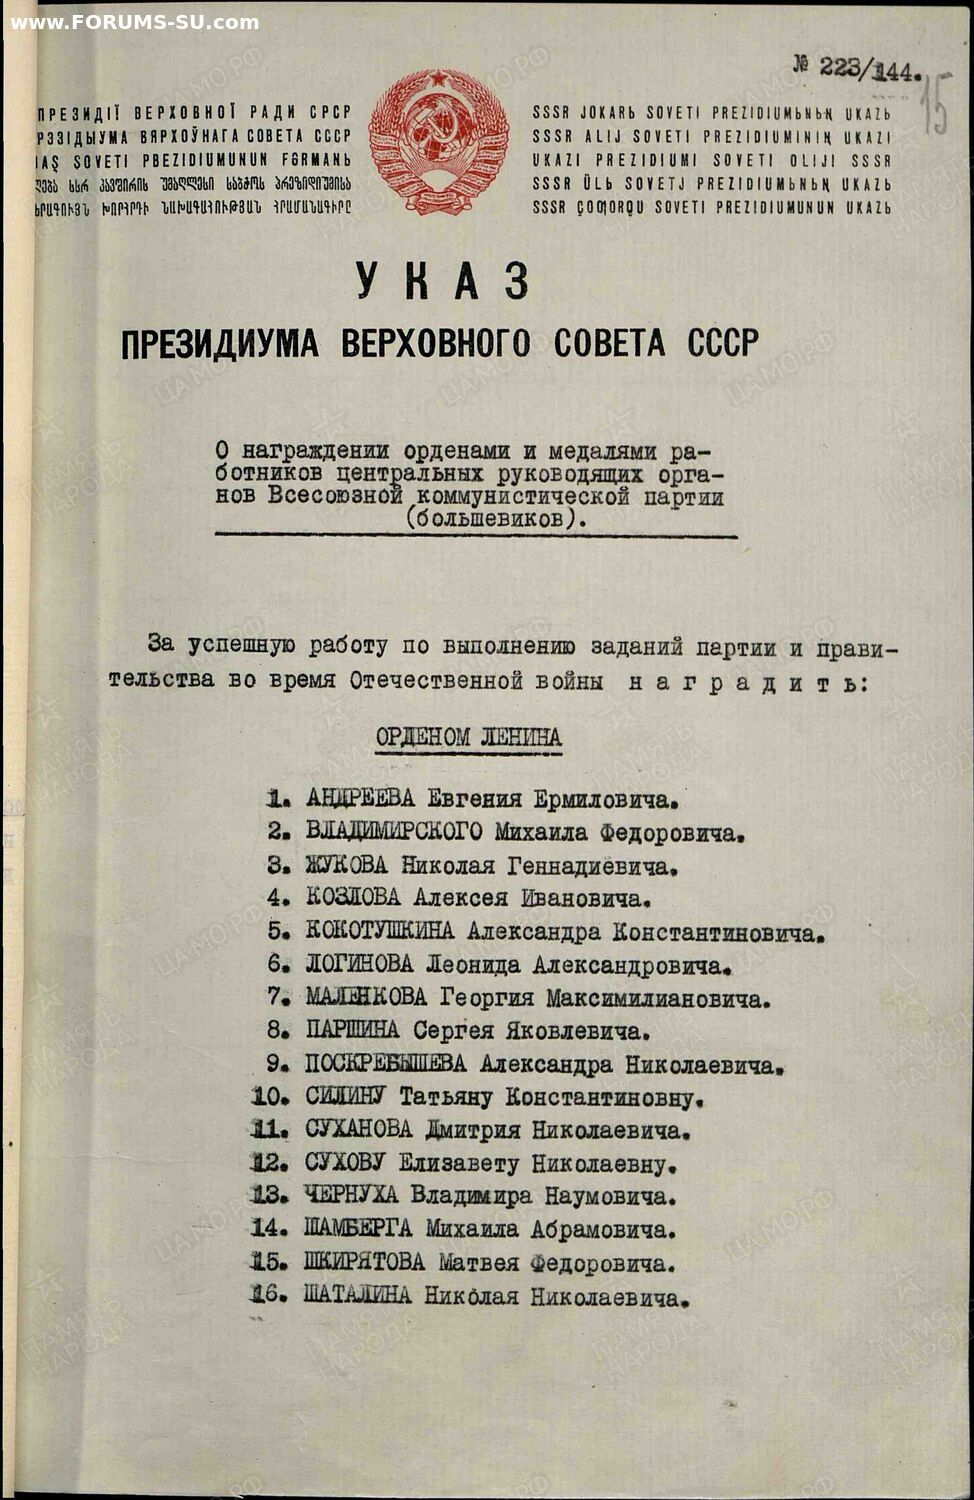 www.FORUMS-SU.com
№ 223/144.
15
ПРЕЗИДІЇ ВЕРХОВНОЇ РАДИ СРСР
РЭЗІДЫУМА ВЯРХОЎНАГА СОВЕТА СССР
SOVETI PREZIDIUMUNUN FƏRMANЬ
ՆԱԽԱԳԱՀՈՒԹՅԱՆ ՀՐԱՄԱՆԱԳԻՐԸ
SSSR JOKARЬ SOVETI PREZIDIUMЬNЬN UKAZЬ
SSSR ALIJ SOVETI PREZIDIUMININ UKAZI
UKAZI PREZIDIUMI SOVETI OLIJI SSSR
SSSR SOVETJ PREZIDIUMЬNЬN UKAZЬ
SSSR SOVETI PREZIDIUMUNUN UKAZЬ
УКАЗ
ПРЕЗИДИУМА ВЕРХОВНОГО СОВЕТА СССР
О награждении орденами и медалями ра-
ботников центральных руководящих орга-
нов Всесоюзной коммунистической партии
(большевиков).
За успешную работу по выполнению заданий партии и прави-
тельства во время Отечественной войны н а г р а д и т ь:
ОРДЕНОМ ЛЕНИНА
1. АНДРЕЕВА Евгения Ермиловича.
2. ВЛАДИМИРСКОГО Михаила Федоровича.
3. ЖУКОВА Николая Геннадиевича.
4. КОЗЛОВА Алексея Ивановича.
5. КОКОТУШКИНА Александра Константиновича.
6. ЛОГИНОВА Леонида Александровича.
7. МАЛЕНКОВА Георгия Максимилиановича.
8. ПАРШИНА Сергея Яковлевича.
9. ПОСКРЕБЫШЕВА Александра Николаевича.
10. СИЛИНУ Татьяну Константиновну.
11. СУХАНОВА Дмитрия Николаевича.
12. СУХОВУ Елизавету Николаевну.
13. ЧЕРНУХА Владимира Наумовича.
14. ШАМБЕРГА Михаила Абрамовича.
15. ШКИРЯТОВА Матвея Федоровича.
16. ШАТАЛИНА Николая Николаевича.